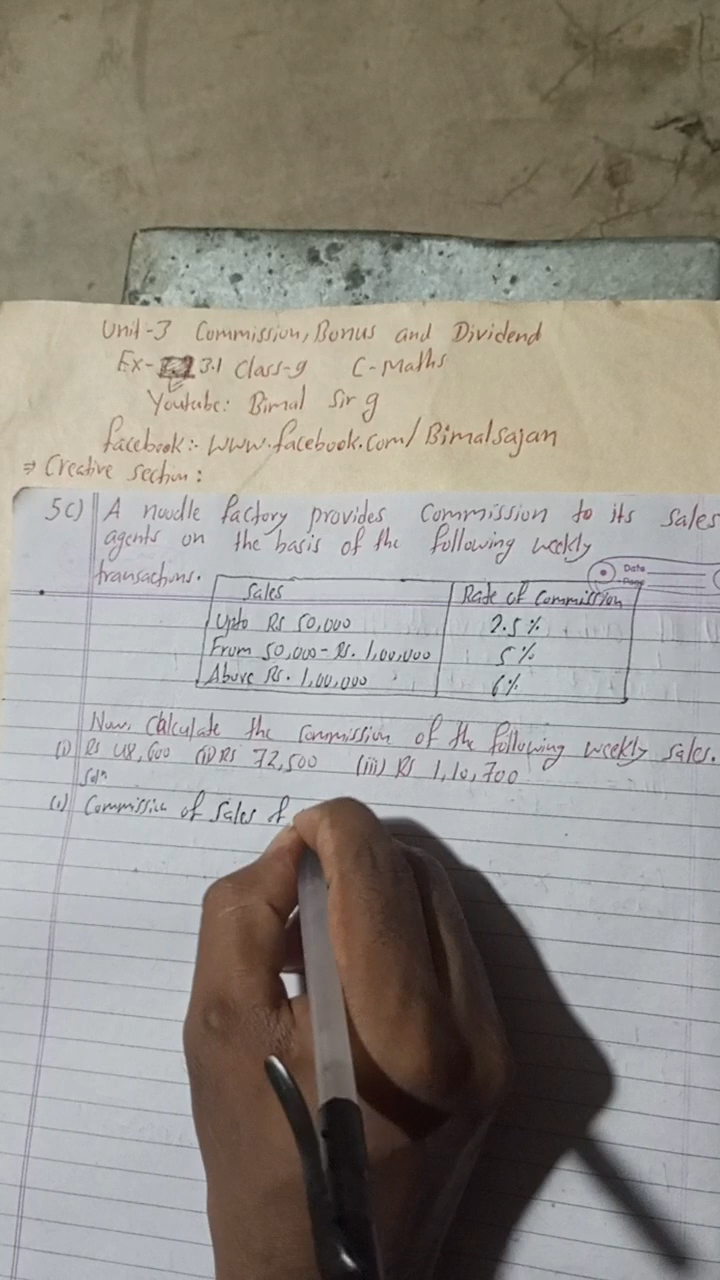 Unit-3 Commission, Bonus and Dividend
Ex- 3.1 Class-9 C-Maths
Youtube: Bimal Sir g
facebook:- www.facebook.com/Bimalsajan
⇒ Creative section:
5c) A noodle factory provides Commission to its sales
agents on the basis of the following weekly
transactions.
Date
Page
Sales Rate of Commission
Upto Rs 50,000 2.5%
From 50,000 - Rs. 1,00,000 5%
Above Rs. 1,00,000 6%
Now, Calculate the Commission of the following weekly sales.
(i) Rs 48,600 (ii) Rs 72,500 (iii) Rs 1,10,700
Solⁿ
(i) Commission of Sales of